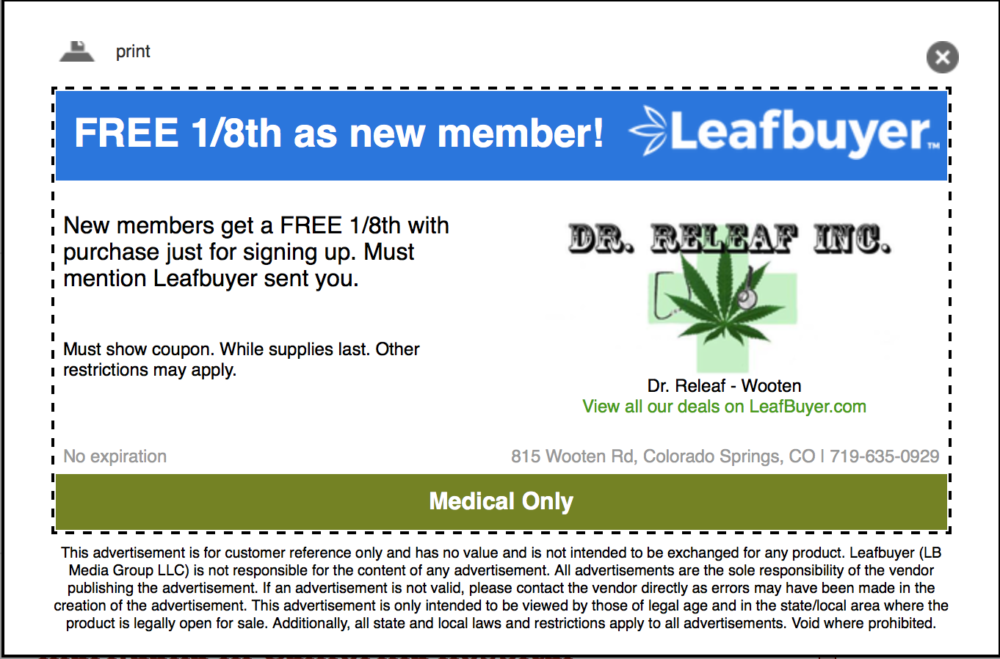 print
FREE 1/8th as new member!
Leafbuyer™
New members get a FREE 1/8th with
purchase just for signing up. Must
mention Leafbuyer sent you.
Must show coupon. While supplies last. Other
restrictions may apply.
DR. RELEAF INC.
Dr. Releaf - Wooten
View all our deals on LeafBuyer.com
No expiration
815 Wooten Rd, Colorado Springs, CO | 719-635-0929
Medical Only
This advertisement is for customer reference only and has no value and is not intended to be exchanged for any product. Leafbuyer (LB
Media Group LLC) is not responsible for the content of any advertisement. All advertisements are the sole responsibility of the vendor
publishing the advertisement. If an advertisement is not valid, please contact the vendor directly as errors may have been made in the
creation of the advertisement. This advertisement is only intended to be viewed by those of legal age and in the state/local area where the
product is legally open for sale. Additionally, all state and local laws and restrictions apply to all advertisements. Void where prohibited.